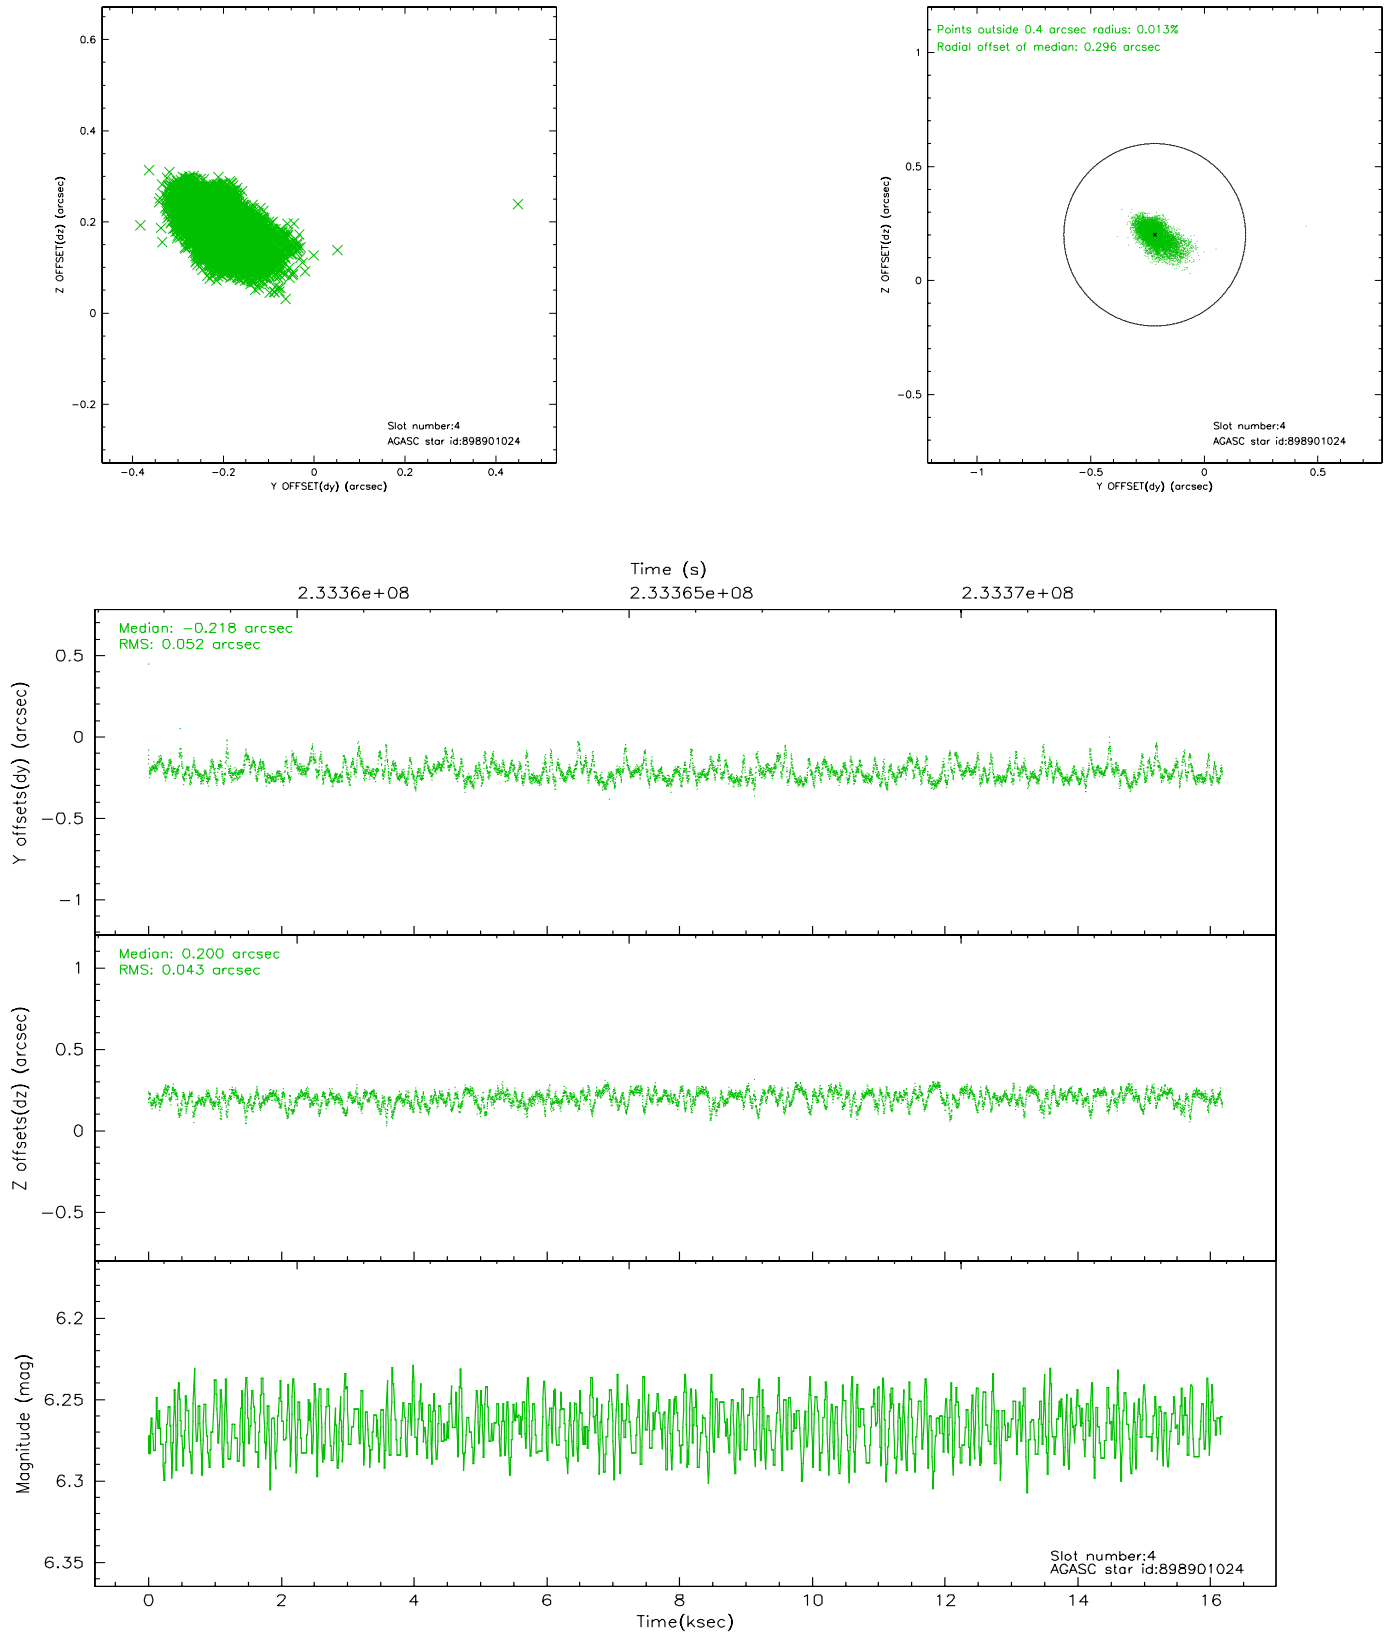 0.6
0.4
0.2
0
−0.2
Z OFFSET(dz) (arcsec)
Slot number:4
AGASC star id:898901024
−0.4 −0.2 0 0.2 0.4
Y OFFSET(dy) (arcsec)
Points outside 0.4 arcsec radius: 0.013%
Radial offset of median: 0.296 arcsec
1
0.5
0
−0.5
Z OFFSET(dz) (arcsec)
Slot number:4
AGASC star id:898901024
−1 −0.5 0 0.5
Y OFFSET(dy) (arcsec)
Time (s)
2.3336e+08 2.33365e+08 2.3337e+08
Median: −0.218 arcsec
RMS: 0.052 arcsec
0.5
0
−0.5
−1
Y offsets(dy) (arcsec)
Median: 0.200 arcsec
RMS: 0.043 arcsec
1
0.5
0
−0.5
Z offsets(dz) (arcsec)
6.2
6.25
6.3
6.35
Magnitude (mag)
Slot number:4
AGASC star id:898901024
0 2 4 6 8 10 12 14 16
Time(ksec)